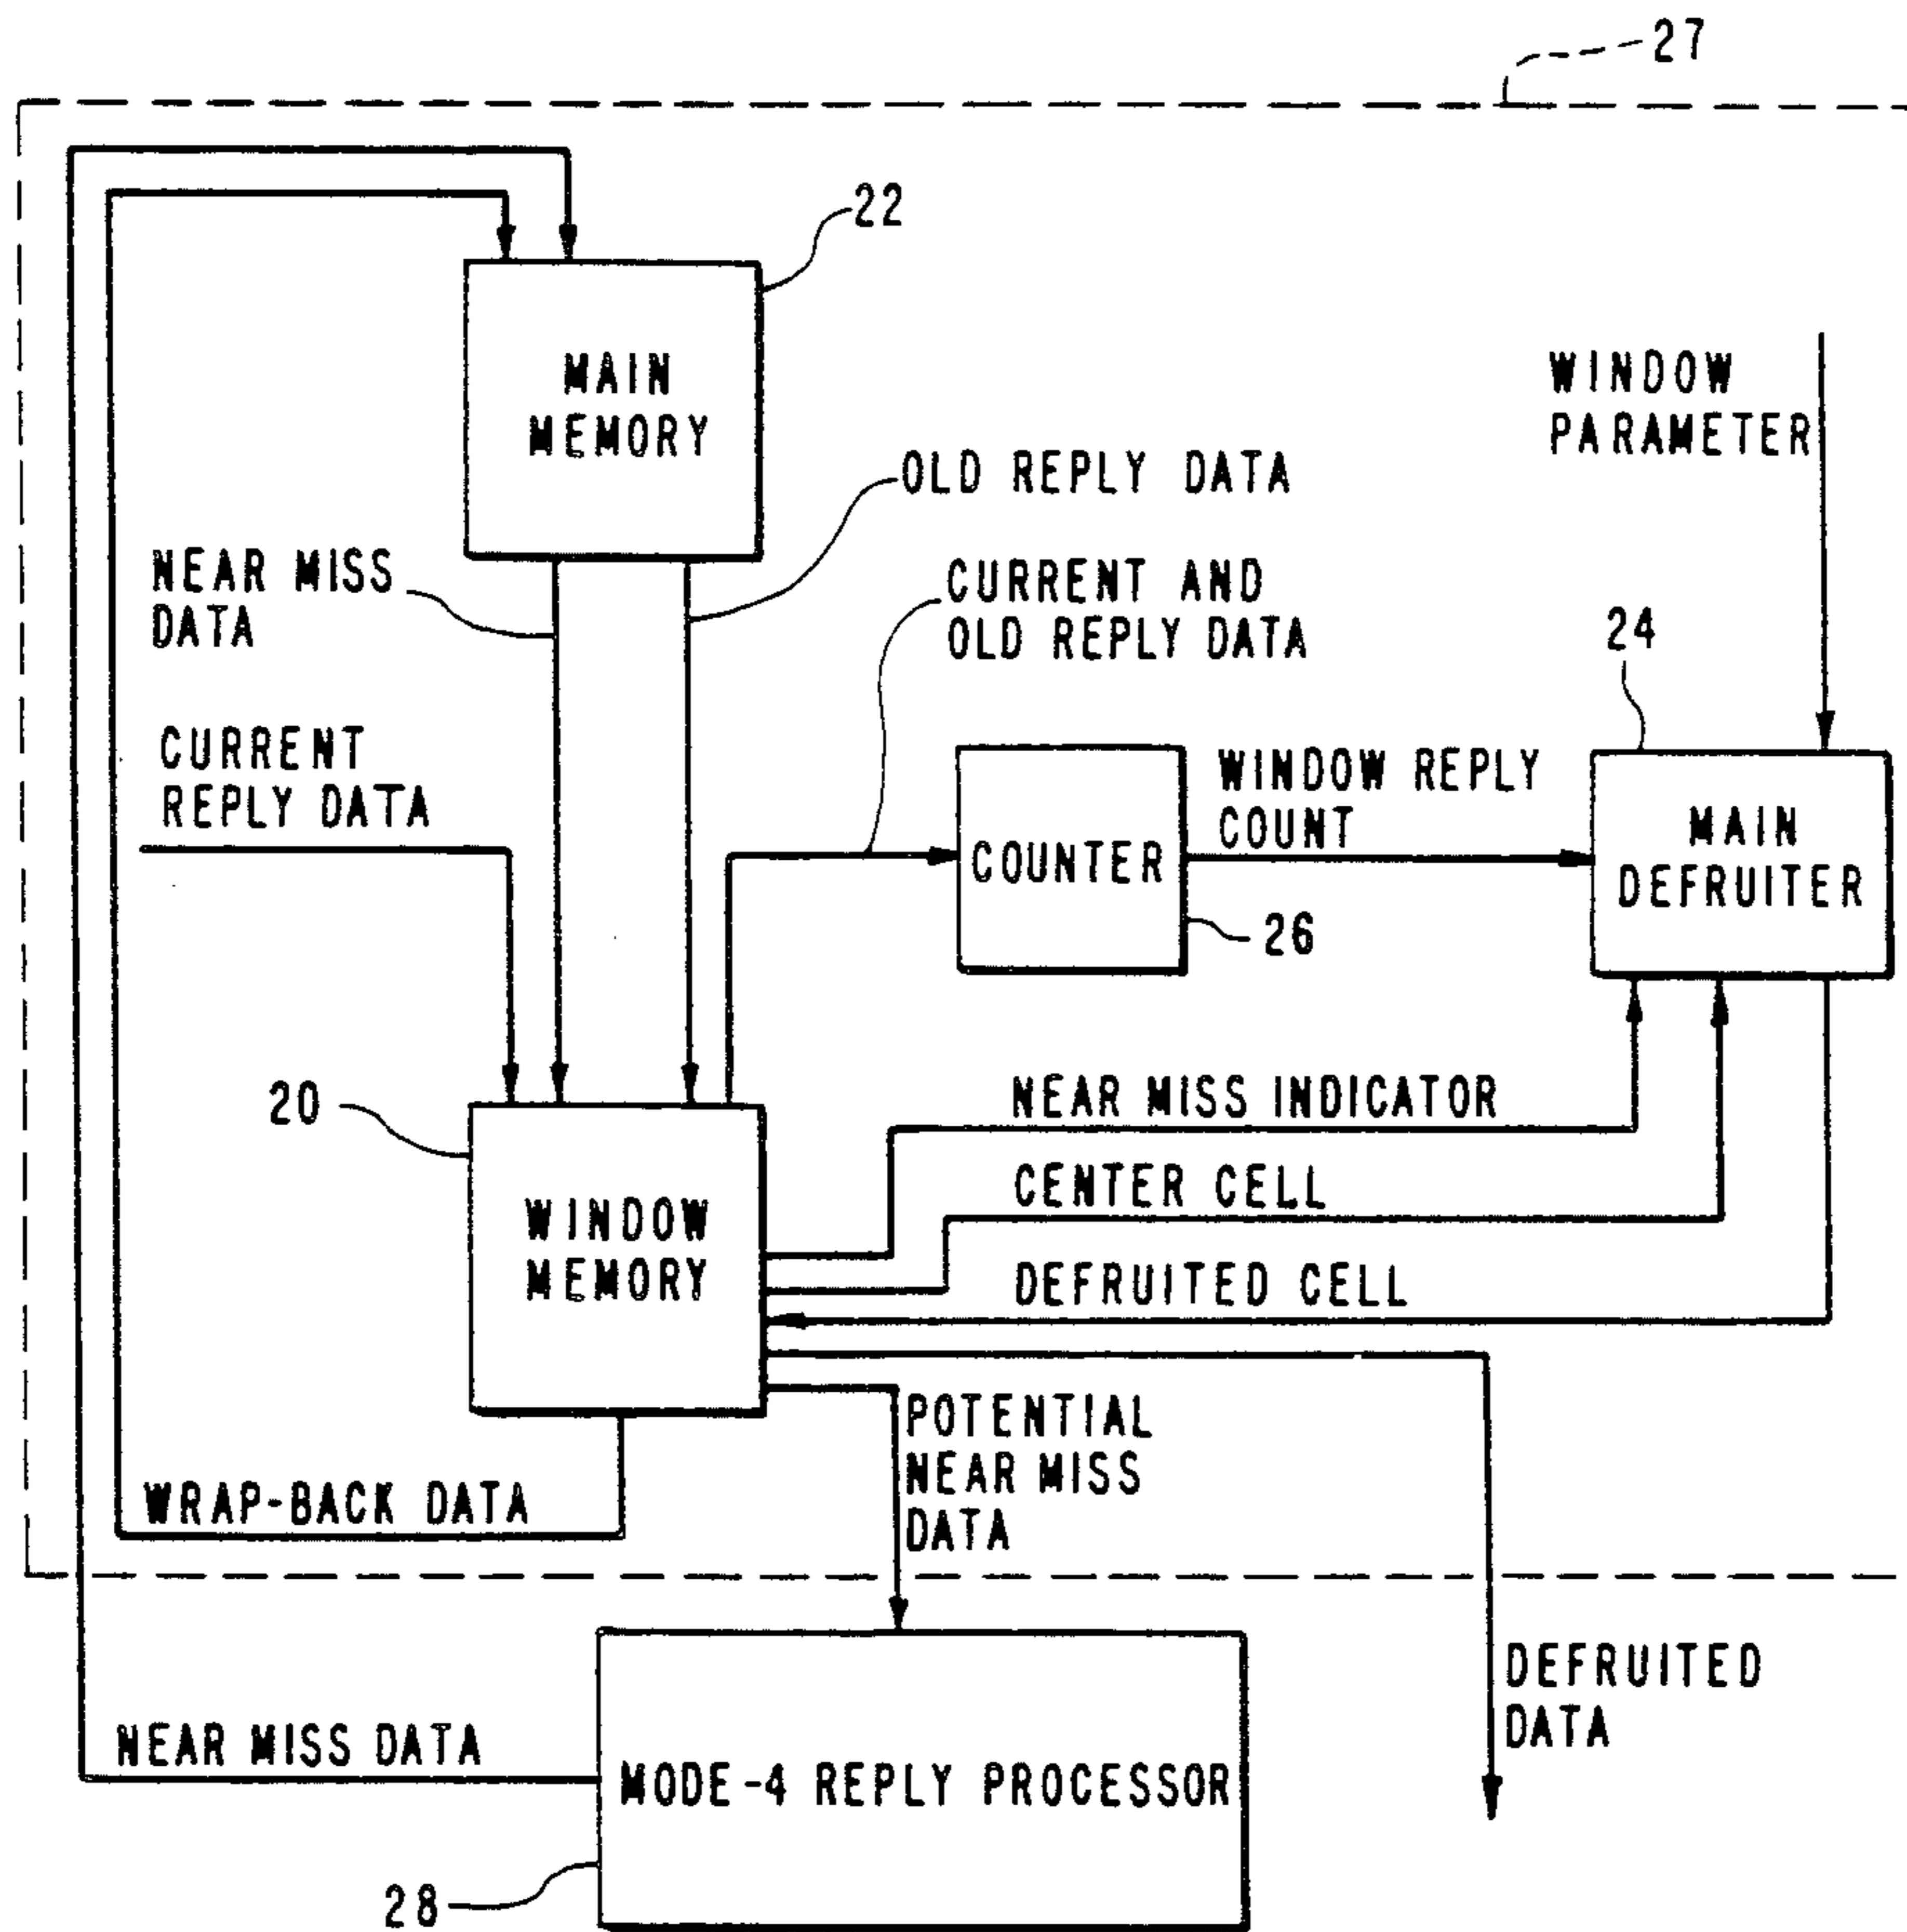 27
22
MAIN
MEMORY
WINDOW
PARAMETER
OLD REPLY DATA
NEAR MISS
DATA
CURRENT AND
OLD REPLY DATA
24
CURRENT
REPLY DATA
COUNTER
WINDOW REPLY
COUNT
MAIN
DEFRUITER
26
20
NEAR MISS INDICATOR
CENTER CELL
WINDOW
MEMORY
DEFRUITED CELL
POTENTIAL
NEAR MISS
DATA
WRAP-BACK DATA
DEFRUITED
DATA
NEAR MISS DATA
MODE-4 REPLY PROCESSOR
28